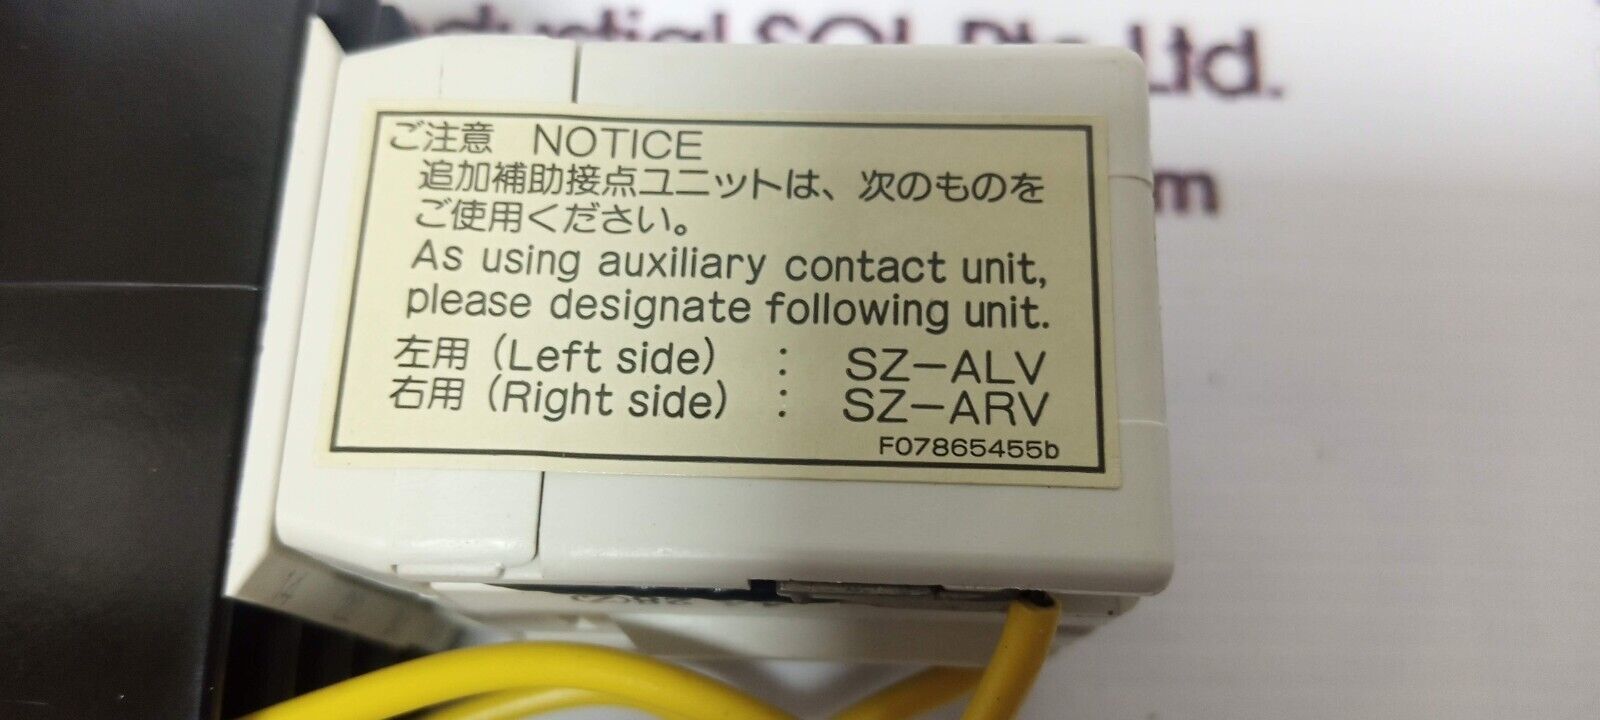 Ltd.
m
ご注意 NOTICE
追加補助接点ユニットは、次のものを
ご使用ください。
As using auxiliary contact unit,
please designate following unit.
左用 (Left side) : SZ-ALV
右用 (Right side) : SZ-ARV
F07865455b